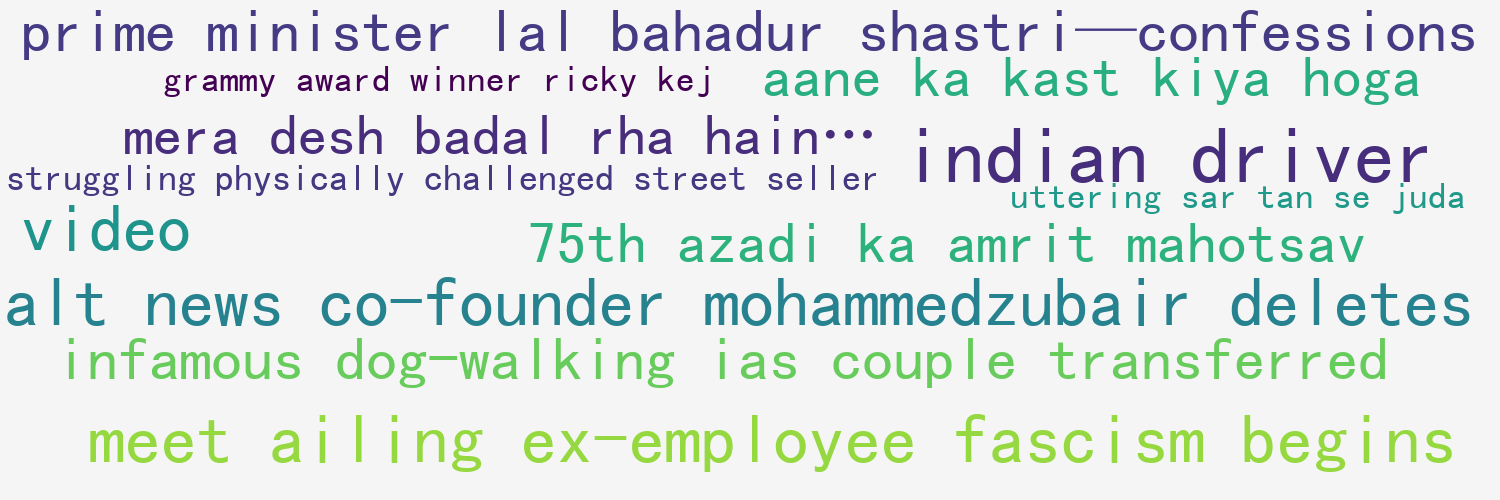 prime minister lal bahadur shastri——confessions
grammy award winner ricky kej
aane ka kast kiya hoga
mera desh badal rha hain…
indian driver
struggling physically challenged street seller
uttering sar tan se juda
video
75th azadi ka amrit mahotsav
alt news co-founder mohammedzubair deletes
infamous dog-walking ias couple transferred
meet ailing ex-employee fascism begins